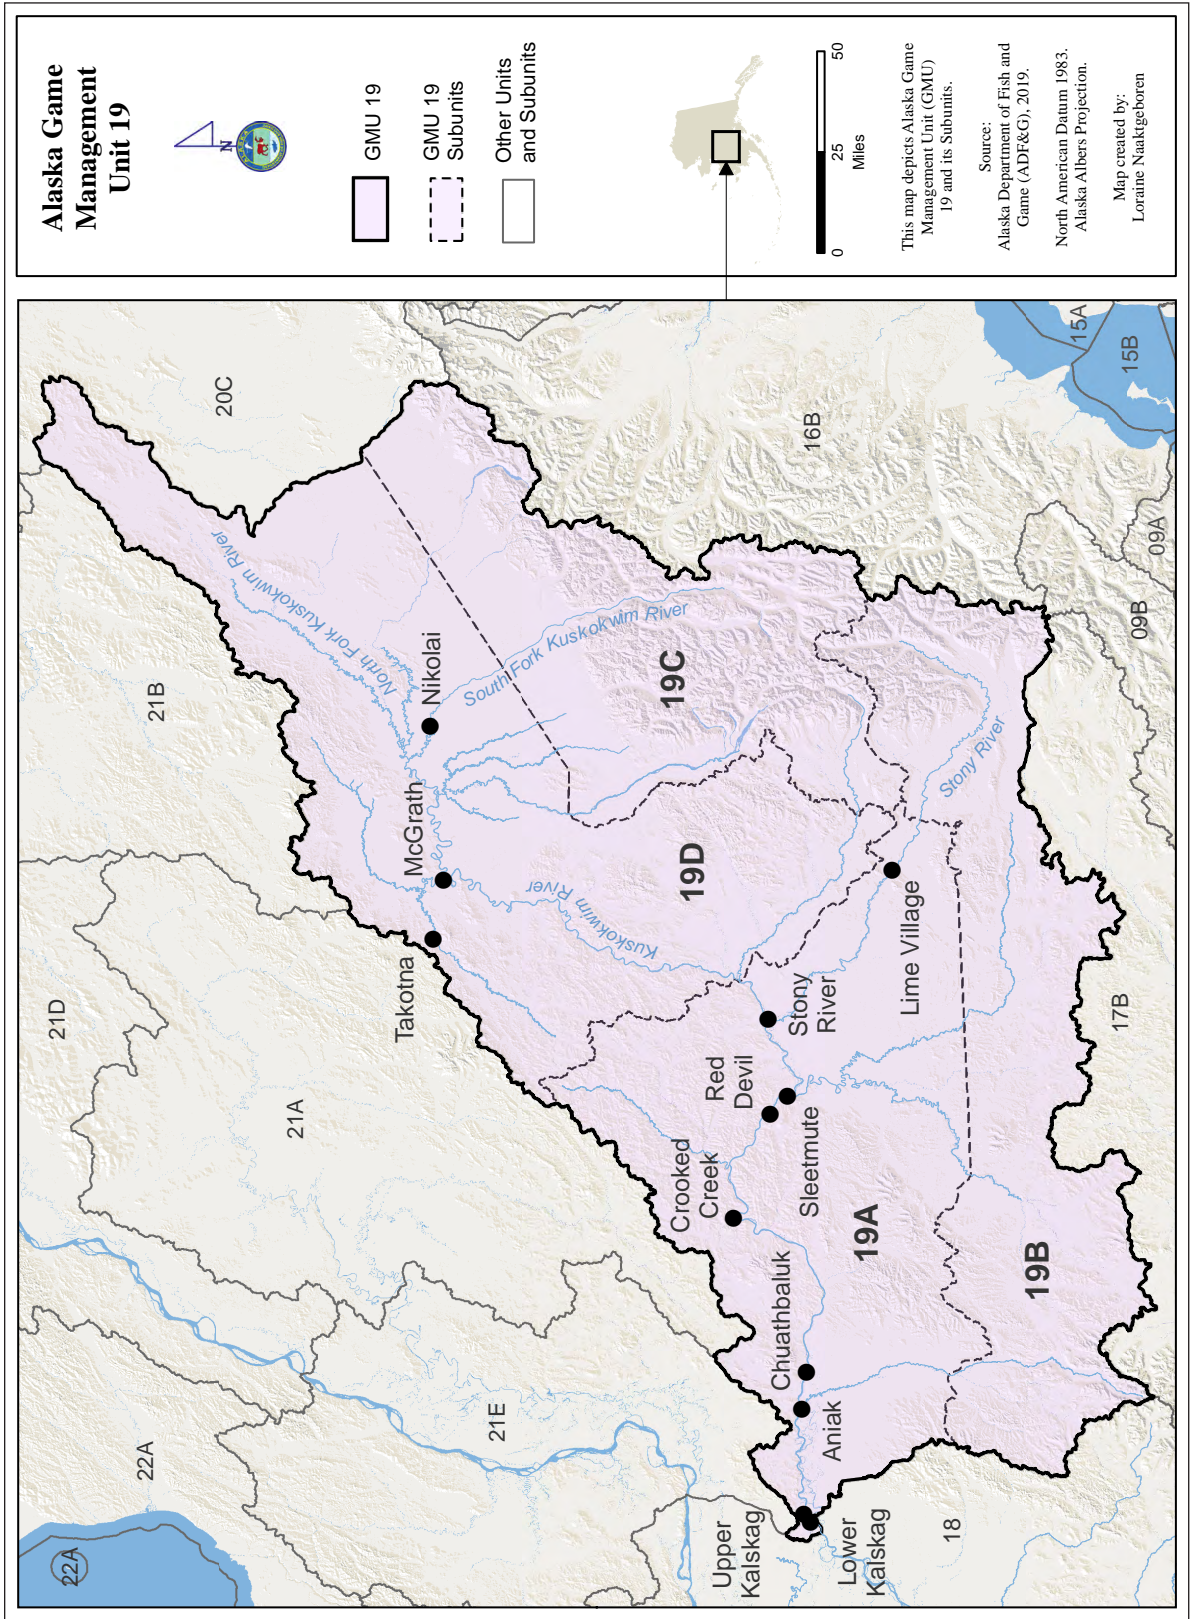 Alaska Game
Management
Unit 19
N
ALASKA
GMU 19
GMU 19
Subunits
Other Units
and Subunits
0
25
50
Miles
This map depicts Alaska Game
Management Unit (GMU)
19 and its Subunits.
Source:
Alaska Department of Fish and
Game (ADF&G), 2019.
North American Datum 1983.
Alaska Albers Projection.
Map created by:
Loraine Naaktgeboren
22A
22A
21D
21B
20C
21A
21E
18
North Fork Kuskokwim River
Nikolai
McGrath
Takotna
South Fork Kuskokwim River
Kuskokwim River
19C
19D
16B
15A
15B
Stony River
Lime Village
Stony
River
Red
Devil
Sleetmute
Crooked
Creek
Chuathbaluk
Aniak
Upper
Kalskag
Lower
Kalskag
19A
19B
17B
09B
09A